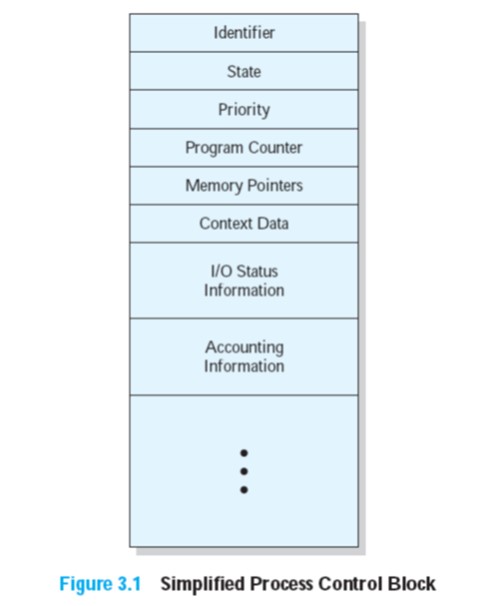 Identifier
State
Priority
Program Counter
Memory Pointers
Context Data
I/O Status
Information
Accounting
Information
Figure 3.1 Simplified Process Control Block